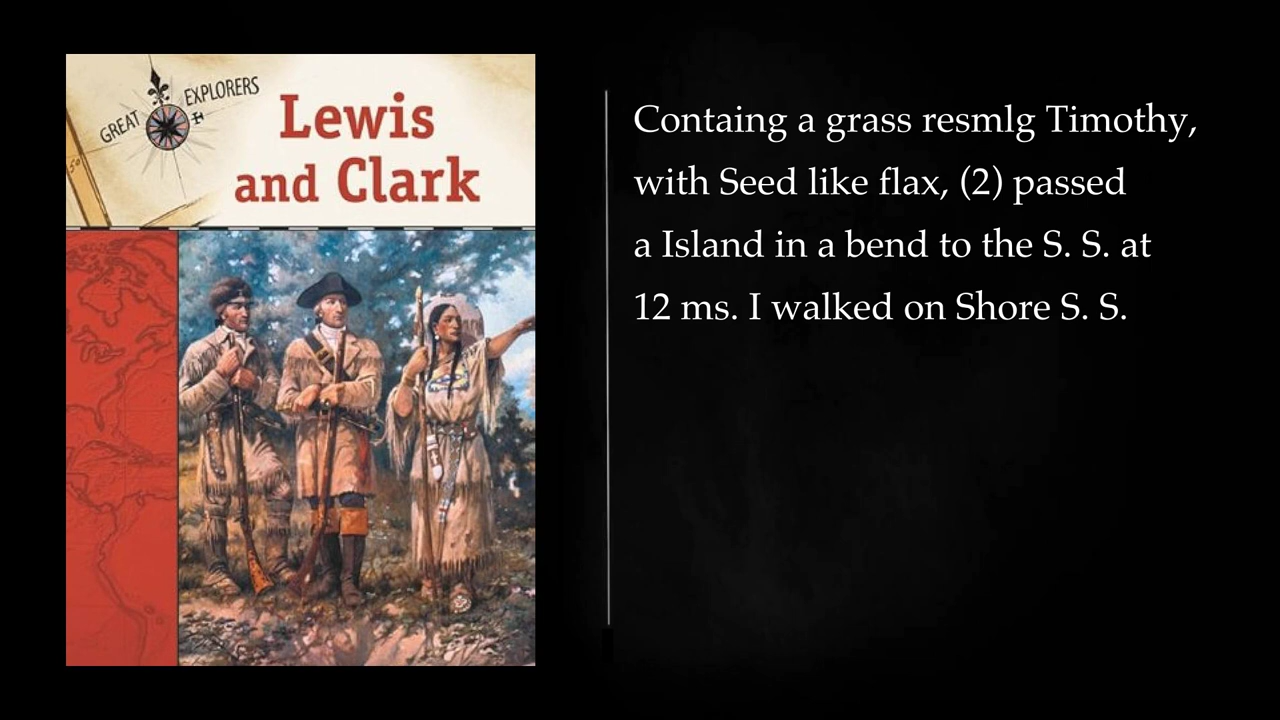 GREAT EXPLORERS
Lewis
and Clark
50
Containg a grass resmlg Timothy,
with Seed like flax, (2) passed
a Island in a bend to the S. S. at
12 ms. I walked on Shore S. S.